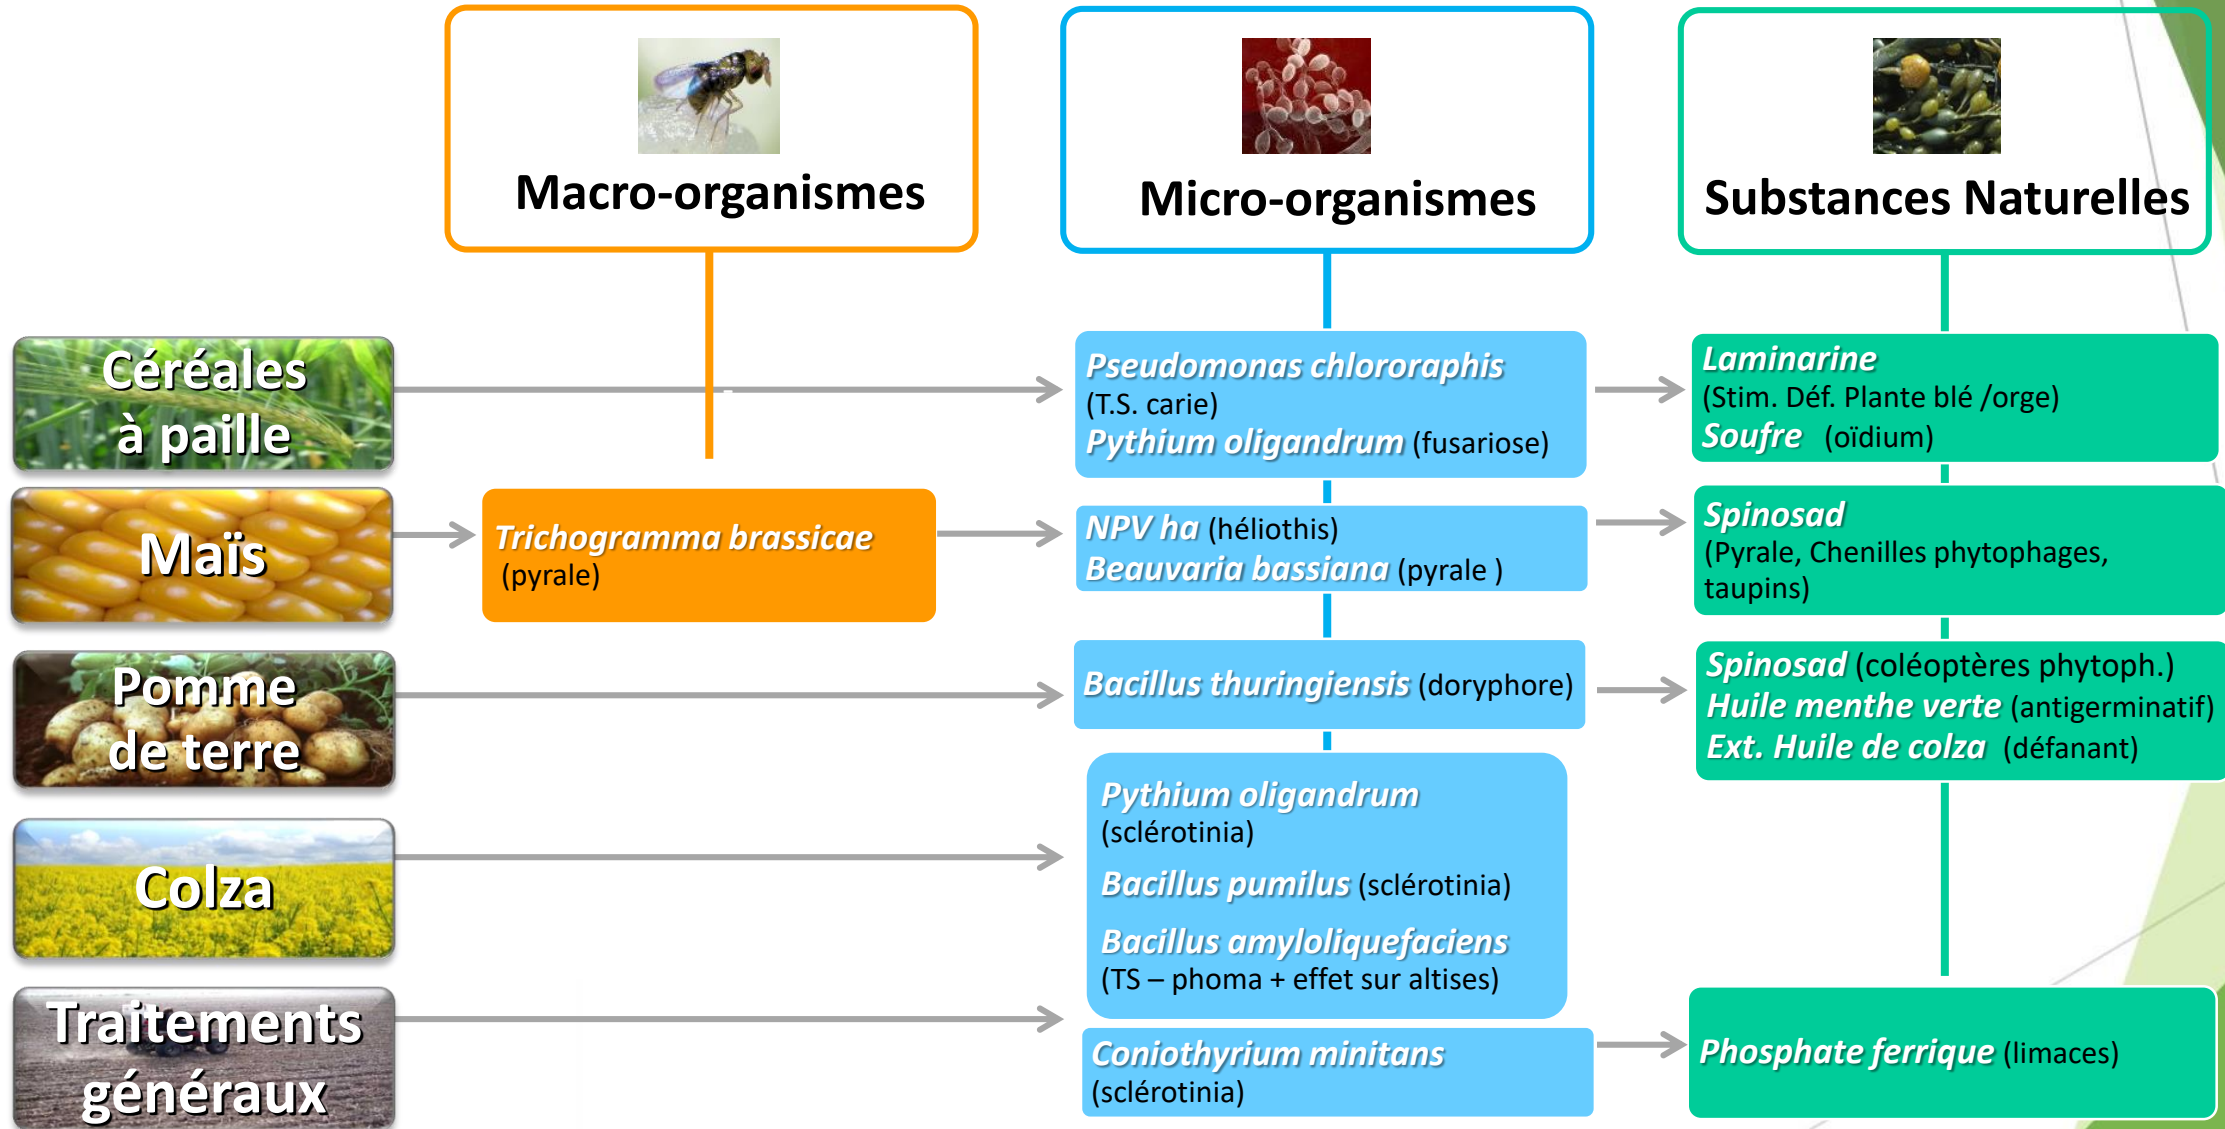 Macro-organismes
Micro-organismes
Substances Naturelles
Céréales
à paille
-
Pseudomonas chlororaphis
(T.S. carie)
Pythium oligandrum (fusariose)
Laminarine
(Stim. Déf. Plante blé /orge)
Soufre (oïdium)
Maïs
Trichogramma brassicae
(pyrale)
NPV ha (héliothis)
Beauvaria bassiana (pyrale )
Spinosad
(Pyrale, Chenilles phytophages,
taupins)
Pomme
de terre
Bacillus thuringiensis (doryphore)
Spinosad (coléoptères phytoph.)
Huile menthe verte (antigerminatif)
Ext. Huile de colza (défanant)
Colza
Pythium oligandrum
(sclérotinia)
Bacillus pumilus (sclérotinia)
Bacillus amyloliquefaciens
(TS – phoma + effet sur altises)
Traitements
généraux
Coniothyrium minitans
(sclérotinia)
Phosphate ferrique (limaces)